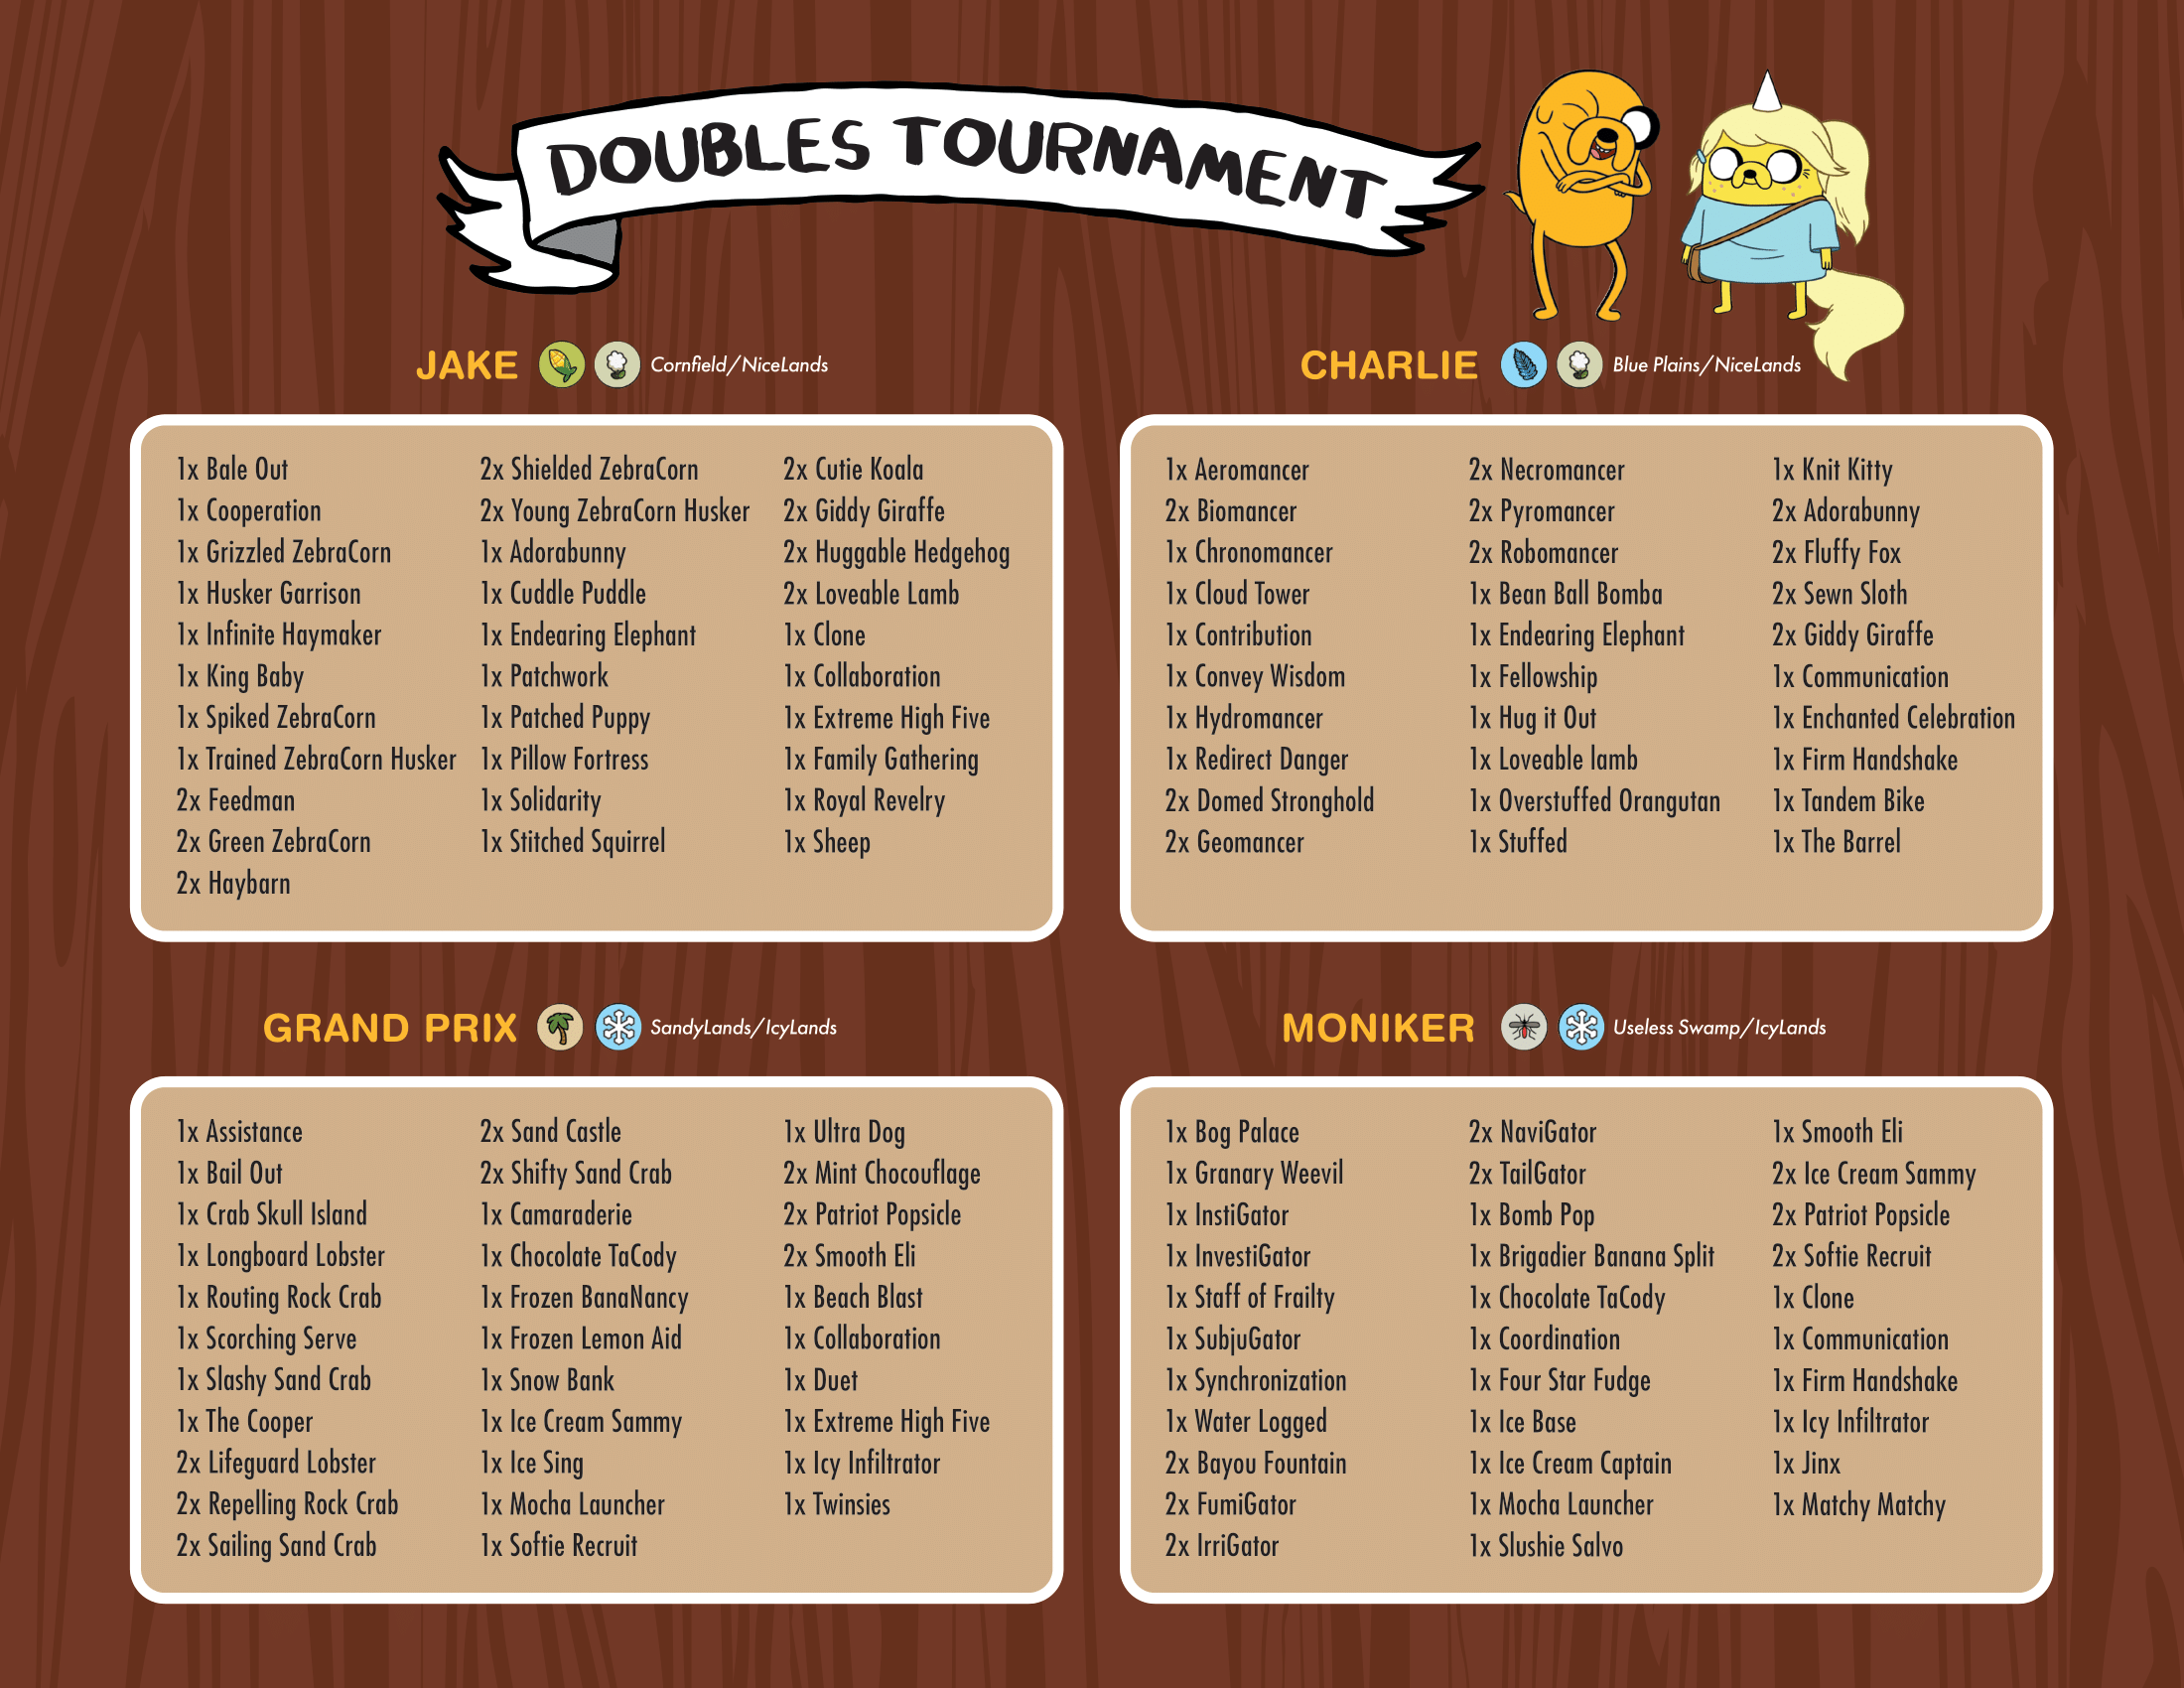 DOUBLES TOURNAMENT
JAKE Cornfield/NiceLands
1x Bale Out
1x Cooperation
1x Grizzled ZebraCorn
1x Husker Garrison
1x Infinite Haymaker
1x King Baby
1x Spiked ZebraCorn
1x Trained ZebraCorn Husker
2x Feedman
2x Green ZebraCorn
2x Haybarn
2x Shielded ZebraCorn
2x Young ZebraCorn Husker
1x Adorabunny
1x Cuddle Puddle
1x Endearing Elephant
1x Patchwork
1x Patched Puppy
1x Pillow Fortress
1x Solidarity
1x Stitched Squirrel
2x Cutie Koala
2x Giddy Giraffe
2x Huggable Hedgehog
2x Loveable Lamb
1x Clone
1x Collaboration
1x Extreme High Five
1x Family Gathering
1x Royal Revelry
1x Sheep
CHARLIE Blue Plains/NiceLands
1x Aeromancer
2x Biomancer
1x Chronomancer
1x Cloud Tower
1x Contribution
1x Convey Wisdom
1x Hydromancer
1x Redirect Danger
2x Domed Stronghold
2x Geomancer
2x Necromancer
2x Pyromancer
2x Robomancer
1x Bean Ball Bomba
1x Endearing Elephant
1x Fellowship
1x Hug it Out
1x Loveable lamb
1x Overstuffed Orangutan
1x Stuffed
1x Knit Kitty
2x Adorabunny
2x Fluffy Fox
2x Sewn Sloth
2x Giddy Giraffe
1x Communication
1x Enchanted Celebration
1x Firm Handshake
1x Tandem Bike
1x The Barrel
GRAND PRIX SandyLands/IcyLands
1x Assistance
1x Bail Out
1x Crab Skull Island
1x Longboard Lobster
1x Routing Rock Crab
1x Scorching Serve
1x Slashy Sand Crab
1x The Cooper
2x Lifeguard Lobster
2x Repelling Rock Crab
2x Sailing Sand Crab
2x Sand Castle
2x Shifty Sand Crab
1x Camaraderie
1x Chocolate TaCody
1x Frozen BanaNancy
1x Frozen Lemon Aid
1x Snow Bank
1x Ice Cream Sammy
1x Ice Sing
1x Mocha Launcher
1x Softie Recruit
1x Ultra Dog
2x Mint Chocouflage
2x Patriot Popsicle
2x Smooth Eli
1x Beach Blast
1x Collaboration
1x Duet
1x Extreme High Five
1x Icy Infiltrator
1x Twinsies
MONIKER Useless Swamp/IcyLands
1x Bog Palace
1x Granary Weevil
1x InstiGator
1x InvestiGator
1x Staff of Frailty
1x SubjuGator
1x Synchronization
1x Water Logged
2x Bayou Fountain
2x FumiGator
2x IrriGator
2x NaviGator
2x TailGator
1x Bomb Pop
1x Brigadier Banana Split
1x Chocolate TaCody
1x Coordination
1x Four Star Fudge
1x Ice Base
1x Ice Cream Captain
1x Mocha Launcher
1x Slushie Salvo
1x Smooth Eli
2x Ice Cream Sammy
2x Patriot Popsicle
2x Softie Recruit
1x Clone
1x Communication
1x Firm Handshake
1x Icy Infiltrator
1x Jinx
1x Matchy Matchy